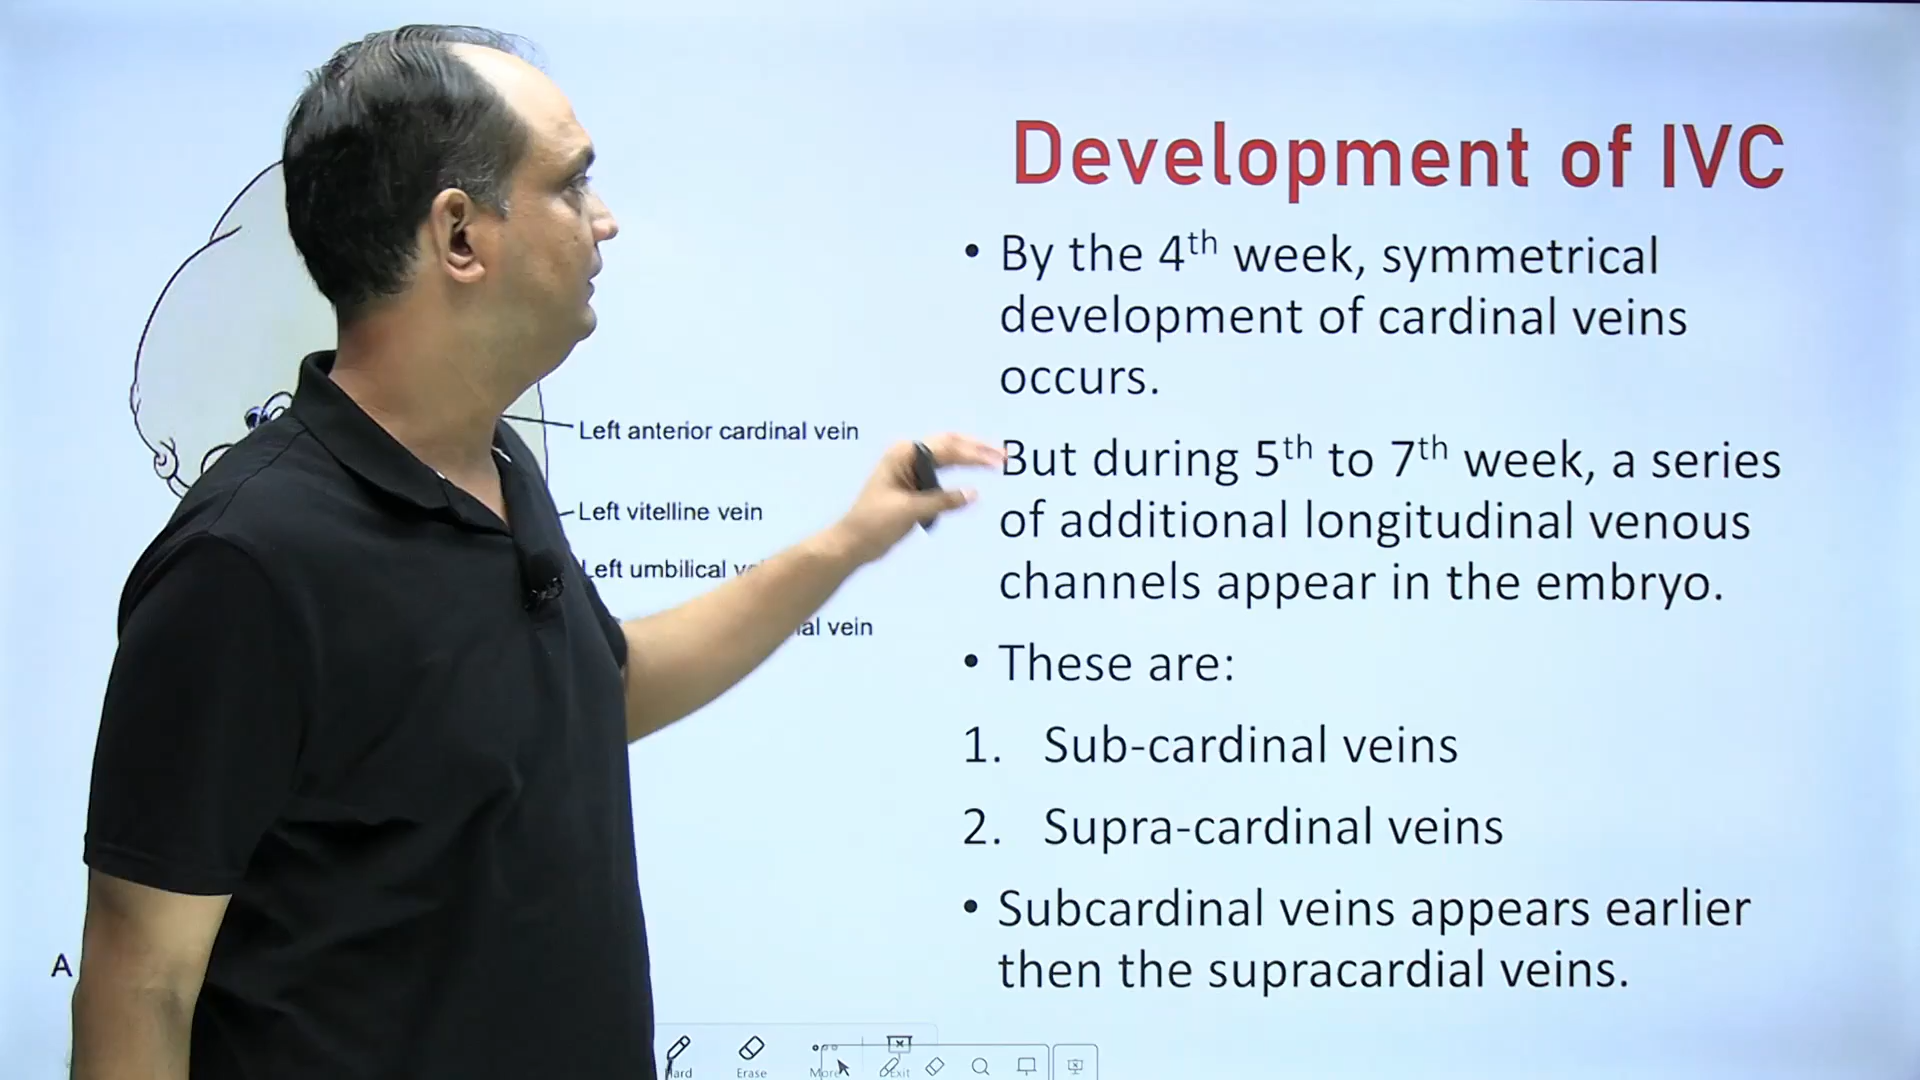 Development of IVC
• By the 4th week, symmetrical
development of cardinal veins
occurs.
But during 5th to 7th week, a series
of additional longitudinal venous
channels appear in the embryo.
• These are:
1. Sub-cardinal veins
2. Supra-cardinal veins
• Subcardinal veins appears earlier
then the supracardial veins.
Left anterior cardinal vein
Left vitelline vein
Left umbilical
vein
A
Erase
More
Exit